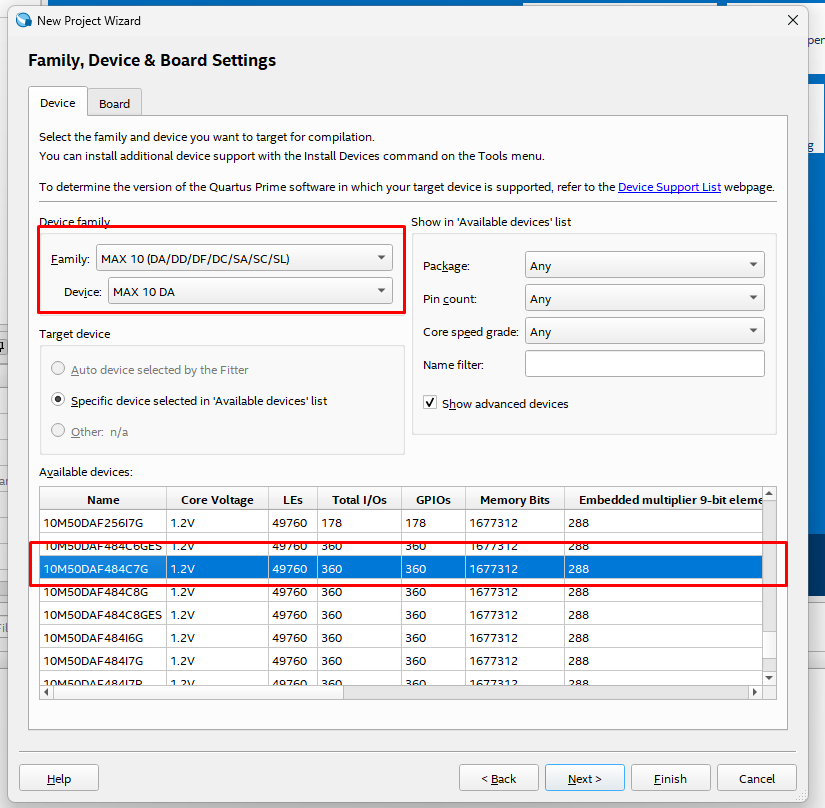 New Project Wizard
Family, Device & Board Settings
Device Board
Select the family and device you want to target for compilation.
You can install additional device support with the Install Devices command on the Tools menu.
To determine the version of the Quartus Prime software in which your target device is supported, refer to the Device Support List webpage.
Device family
Family: MAX 10 (DA/DD/DF/DC/SA/SC/SL)
Device: MAX 10 DA
Show in 'Available devices' list
Package: Any
Pin count: Any
Core speed grade: Any
Name filter:
Show advanced devices
Target device
Auto device selected by the Fitter
Specific device selected in 'Available devices' list
Other: n/a
Available devices:
Name Core Voltage LEs Total I/Os GPIOs Memory Bits Embedded multiplier 9-bit eleme
10M50DAF256I7G 1.2V 49760 178 178 1677312 288
10M50DAF484C6GES 1.2V 49760 360 360 1677312 288
10M50DAF484C7G 1.2V 49760 360 360 1677312 288
10M50DAF484C8G 1.2V 49760 360 360 1677312 288
10M50DAF484C8GES 1.2V 49760 360 360 1677312 288
10M50DAF484I6G 1.2V 49760 360 360 1677312 288
10M50DAF484I7G 1.2V 49760 360 360 1677312 288
10M50DAF484I7P 1.2V 49760 360 360 1677312 288
Help < Back Next > Finish Cancel